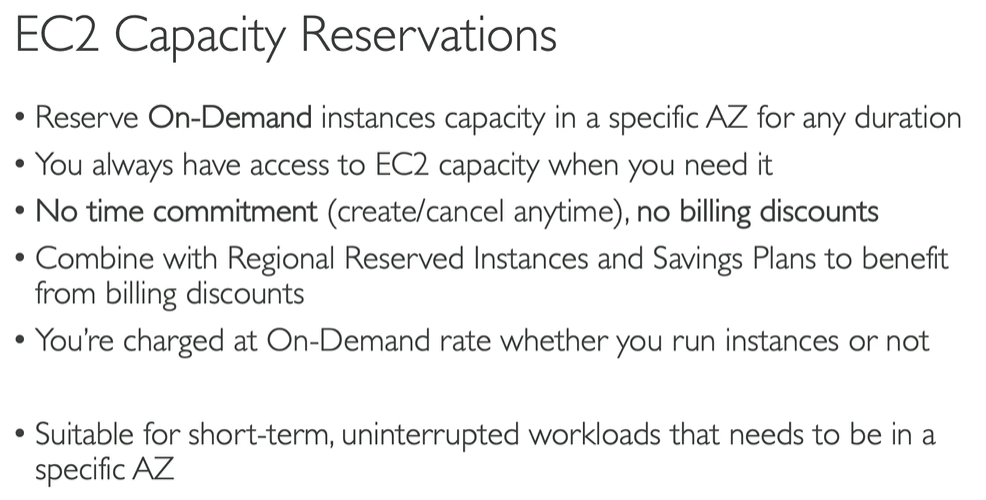 EC2 Capacity Reservations
• Reserve On-Demand instances capacity in a specific AZ for any duration
• You always have access to EC2 capacity when you need it
• No time commitment (create/cancel anytime), no billing discounts
• Combine with Regional Reserved Instances and Savings Plans to benefit
from billing discounts
• You’re charged at On-Demand rate whether you run instances or not
• Suitable for short-term, uninterrupted workloads that needs to be in a
specific AZ